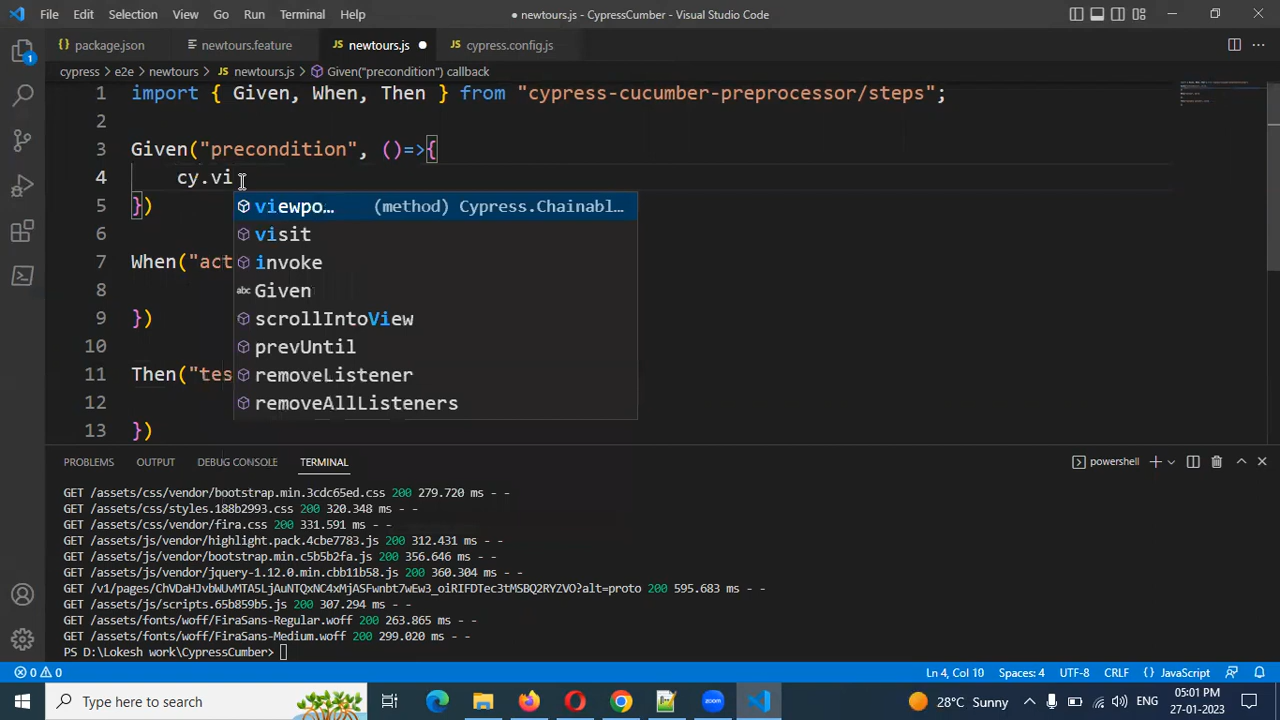 File Edit Selection View Go Run Terminal Help ● newtours.js - CypressCumber - Visual Studio Code
package.json newtours.feature JS newtours.js ● JS cypress.config.js
cypress > e2e > newtours > JS newtours.js > Given("precondition") callback
1 import { Given, When, Then } from "cypress-cucumber-preprocessor/steps";
2
3 Given("precondition", ()=>{
4 cy.vi
viewpo… (method) Cypress.Chainabl…
5 })
visit
6
7 When("act
invoke
8
Given
9 })
scrollIntoView
10
prevUntil
11 Then("tes
removeListener
12
removeAllListeners
13 })
PROBLEMS OUTPUT DEBUG CONSOLE TERMINAL powershell
GET /assets/css/vendor/bootstrap.min.3cdc65ed.css 200 279.720 ms - -
GET /assets/css/styles.188b2993.css 200 320.348 ms - -
GET /assets/css/vendor/fira.css 200 331.591 ms - -
GET /assets/js/vendor/highlight.pack.4cbe7783.js 200 312.431 ms - -
GET /assets/js/vendor/bootstrap.min.c5b5b2fa.js 200 356.646 ms - -
GET /assets/js/vendor/jquery-1.12.0.min.cbb11b58.js 200 360.304 ms - -
GET /v1/pages/ChVDaHJvbWUvMTA5LjAuNTQxNC4xMjASFwnbt7wEw3_oiRIFDTec3tMSBQ2RYZVO?alt=proto 200 595.683 ms - -
GET /assets/js/scripts.65b859b5.js 200 307.294 ms - -
GET /assets/fonts/woff/FiraSans-Regular.woff 200 263.865 ms - -
GET /assets/fonts/woff/FiraSans-Medium.woff 200 299.020 ms - -
PS D:\Lokesh work\CypressCumber>
0 0 Ln 4, Col 10 Spaces: 4 UTF-8 CRLF {} JavaScript
Type here to search 28°C Sunny ENG 05:01 PM
27-01-2023